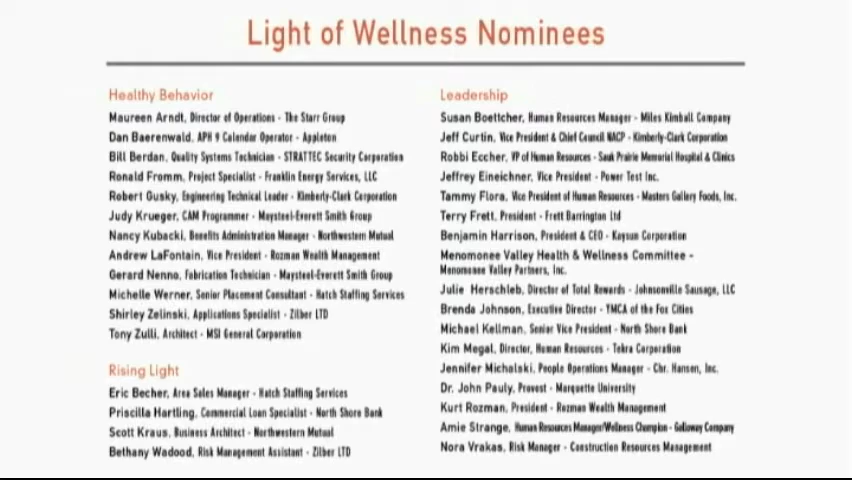 Light of Wellness Nominees
Healthy Behavior
Maureen Arndt, Director of Operations - The Starr Group
Dan Baerenwald, APH 9 Calendar Operator - Appleton
Bill Berdan, Quality Systems Technician - STRATTEC Security Corporation
Ronald Fromm, Project Specialist - Franklin Energy Services, LLC
Robert Gusky, Engineering Technical Leader - Kimberly-Clark Corporation
Judy Krueger, CAM Programmer - Maysteel-Everett Smith Group
Nancy Kubacki, Benefits Administration Manager - Northwestern Mutual
Andrew LaFontain, Vice President - Rozman Wealth Management
Gerard Nenno, Fabrication Technician - Maysteel-Everett Smith Group
Michelle Werner, Senior Placement Consultant - Hatch Staffing Services
Shirley Zelinski, Applications Specialist - Zilber LTD
Tony Zulli, Architect - MSI General Corporation
Rising Light
Eric Becher, Area Sales Manager - Hatch Staffing Services
Priscilla Hartling, Commercial Loan Specialist - North Shore Bank
Scott Kraus, Business Architect - Northwestern Mutual
Bethany Wadood, Risk Management Assistant - Zilber LTD
Leadership
Susan Boettcher, Human Resources Manager - Miles Kimball Company
Jeff Curtin, Vice President & Chief Council NACP - Kimberly-Clark Corporation
Robbi Eccher, VP of Human Resources - Sauk Prairie Memorial Hospital & Clinics
Jeffrey Eineichner, Vice President - Power Test Inc.
Tammy Flora, Vice President of Human Resources - Masters Gallery Foods, Inc.
Terry Frett, President - Frett Barrington Ltd
Benjamin Harrison, President & CEO - Kaysun Corporation
Menomonee Valley Health & Wellness Committee -
Menomonee Valley Partners, Inc.
Julie Herschleb, Director of Total Rewards - Johnsonville Sausage, LLC
Brenda Johnson, Executive Director - YMCA of the Fox Cities
Michael Kellman, Senior Vice President - North Shore Bank
Kim Megal, Director, Human Resources - Tekra Corporation
Jennifer Michalski, People Operations Manager - Chr. Hansen, Inc.
Dr. John Pauly, Provost - Marquette University
Kurt Rozman, President - Rozman Wealth Management
Amie Strange, Human Resources Manager/Wellness Champion - Galloway Company
Nora Vrakas, Risk Manager - Construction Resources Management